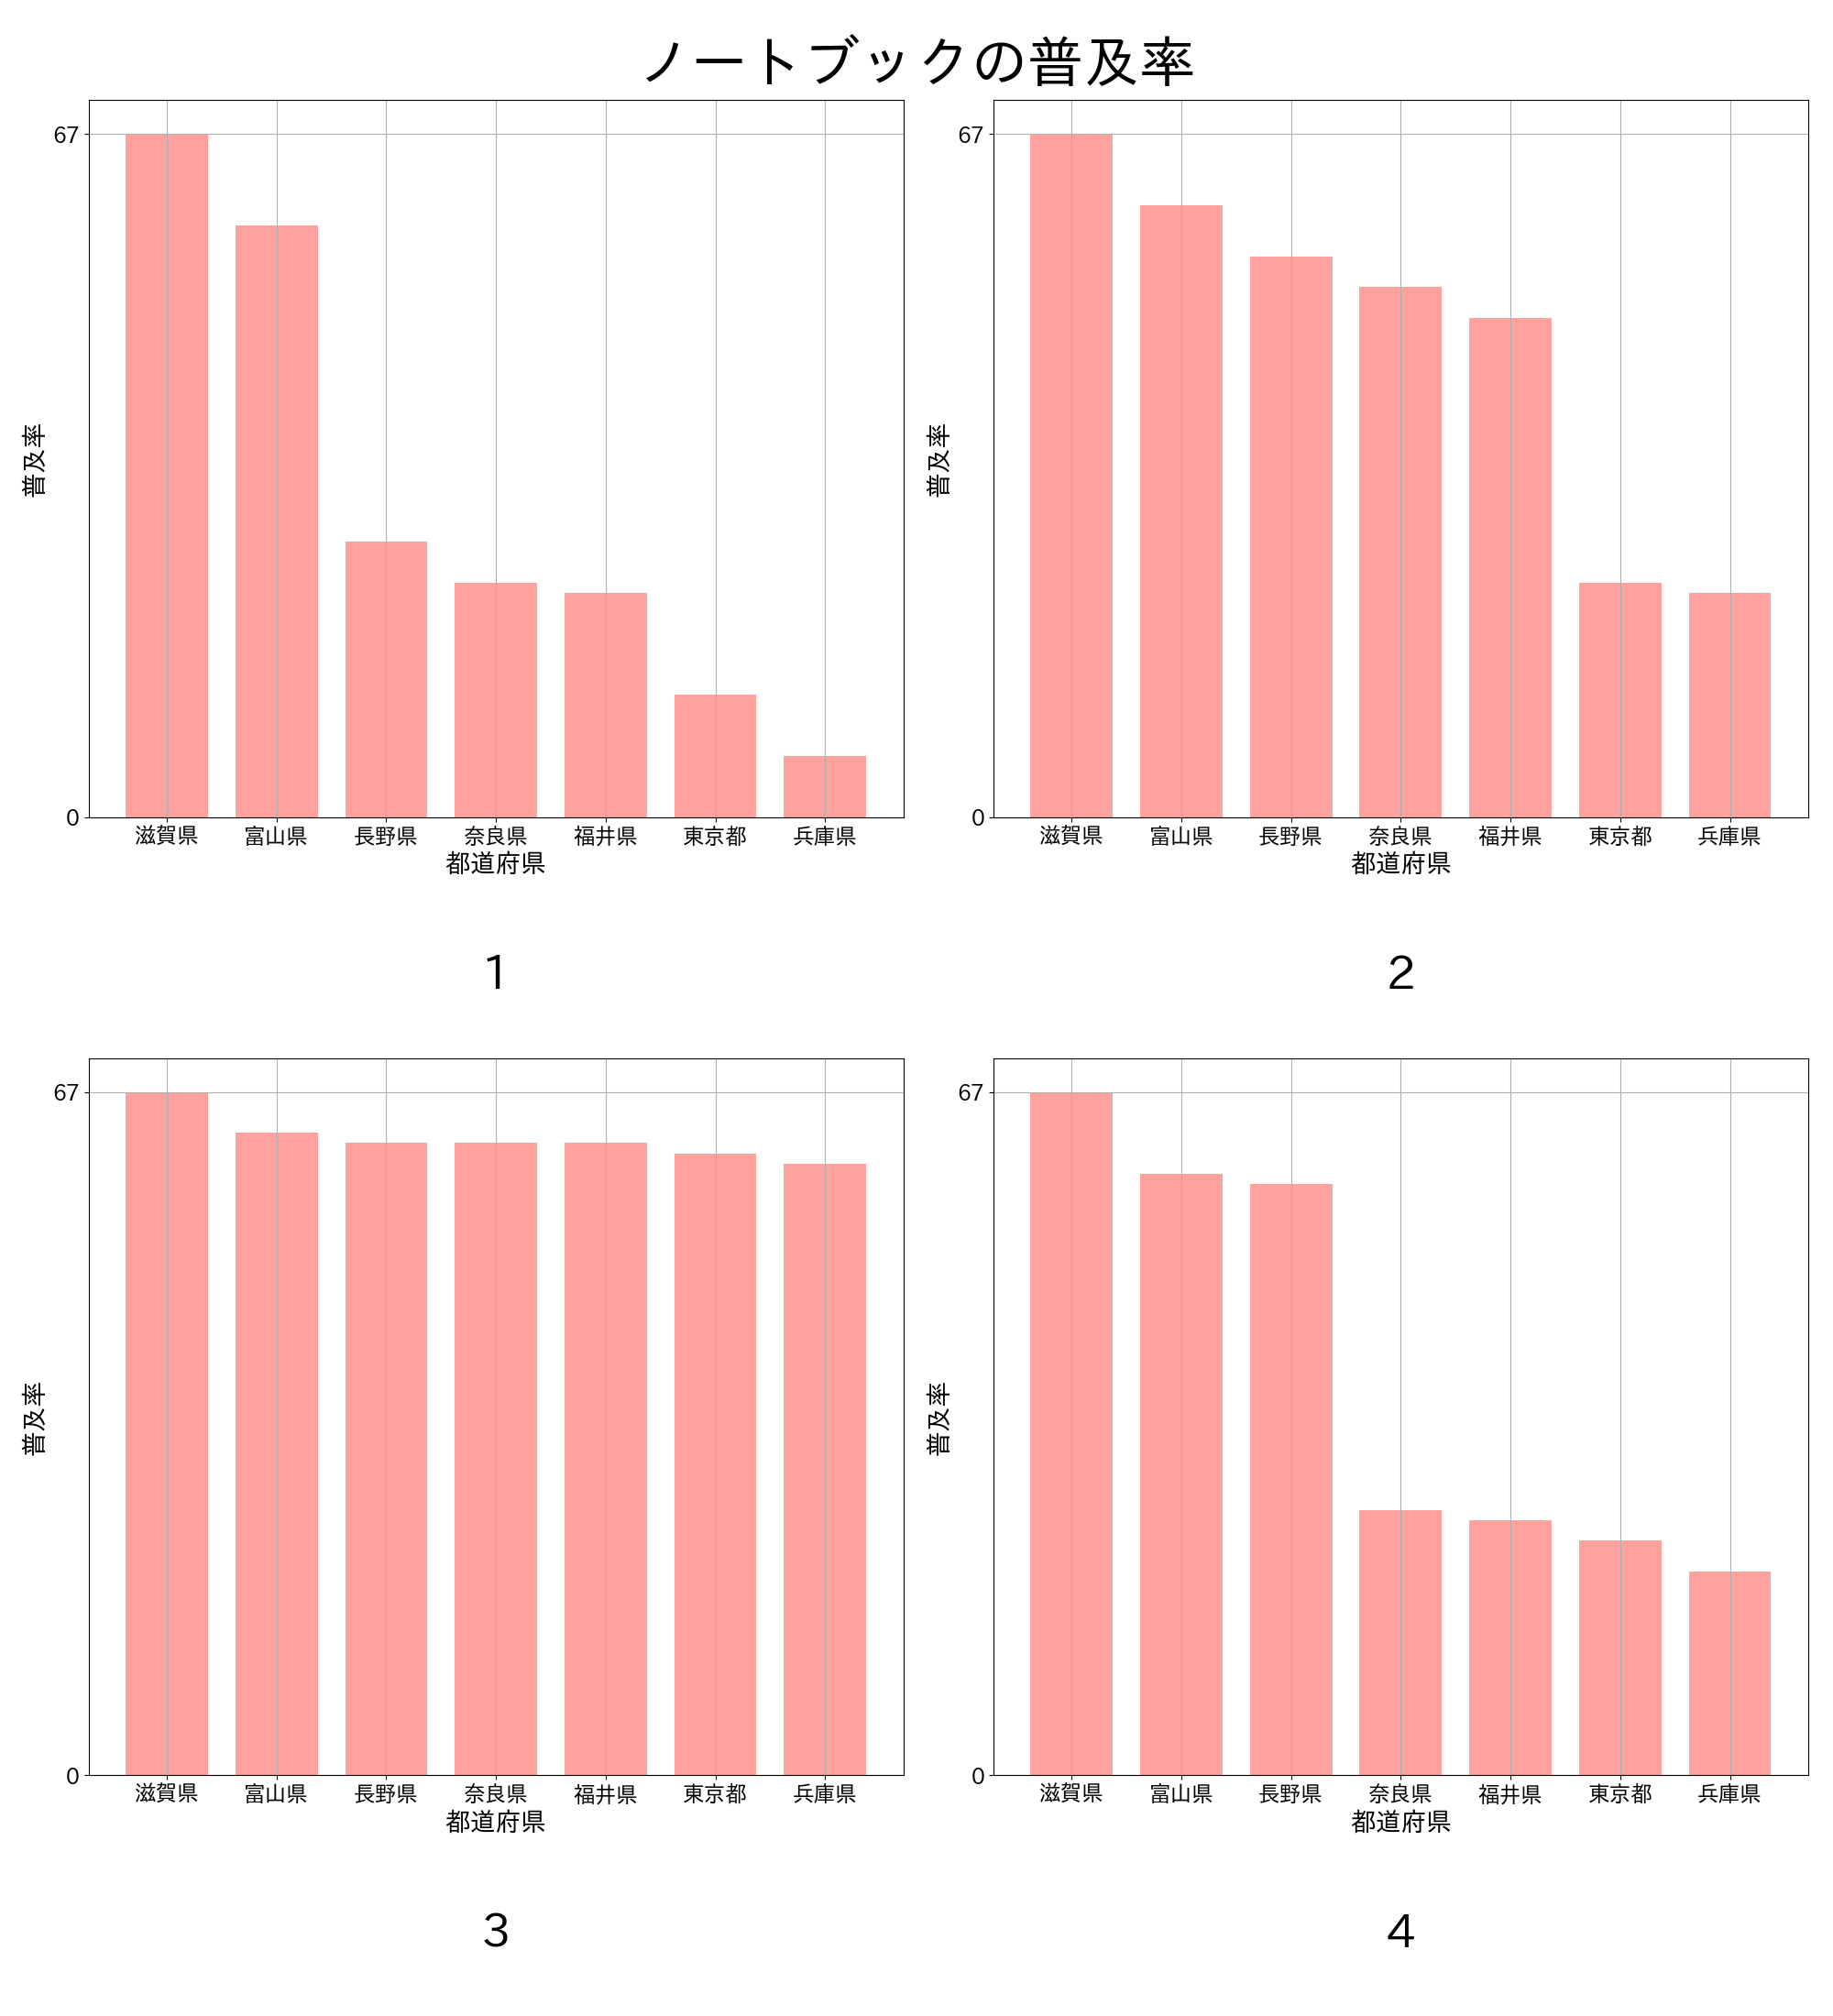 ノートブックの普及率
67
0
普及率
滋賀県 富山県 長野県 奈良県 福井県 東京都 兵庫県
都道府県
1
67
0
普及率
滋賀県 富山県 長野県 奈良県 福井県 東京都 兵庫県
都道府県
2
67
0
普及率
滋賀県 富山県 長野県 奈良県 福井県 東京都 兵庫県
都道府県
3
67
0
普及率
滋賀県 富山県 長野県 奈良県 福井県 東京都 兵庫県
都道府県
4